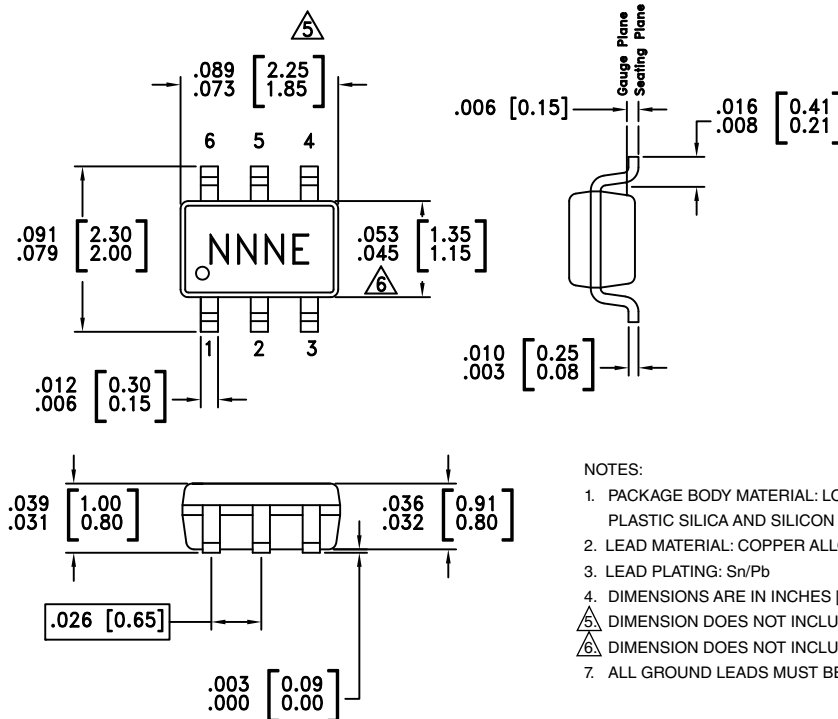 5
.089 [2.25]
.073 [1.85]
6 5 4
.091 [2.30]
.079 [2.00]
NNNE
.053 [1.35]
.045 [1.15]
6
1 2 3
.012 [0.30]
.006 [0.15]
Gauge Plane
Seating Plane
.006 [0.15]
.016 [0.41]
.008 [0.21]
.010 [0.25]
.003 [0.08]
.039 [1.00]
.031 [0.80]
.036 [0.91]
.032 [0.80]
.026 [0.65]
.003 [0.09]
.000 [0.00]
NOTES:
1. PACKAGE BODY MATERIAL:
PLASTIC SILICA AND SILICON
2. LEAD MATERIAL: COPPER
3. LEAD PLATING: Sn/Pb
4. DIMENSIONS ARE IN INCHES [
5. DIMENSION DOES NOT
6. DIMENSION DOES NOT
7. ALL GROUND LEADS MUST